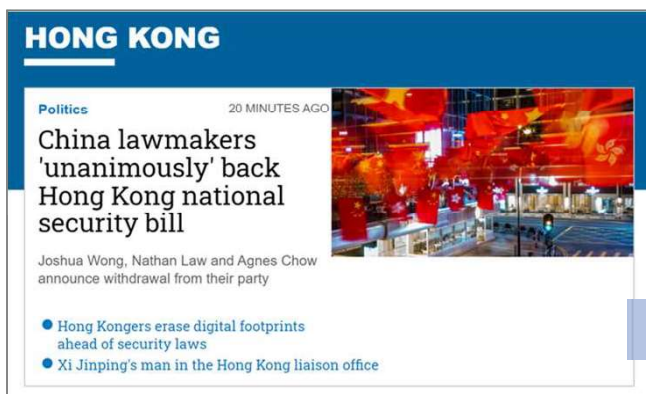 HONG KONG
Politics
20 MINUTES AGO
China lawmakers
'unanimously' back
Hong Kong national
security bill
Joshua Wong, Nathan Law and Agnes Chow
announce withdrawal from their party
Hong Kongers erase digital footprints
ahead of security laws
Xi Jinping's man in the Hong Kong liaison office